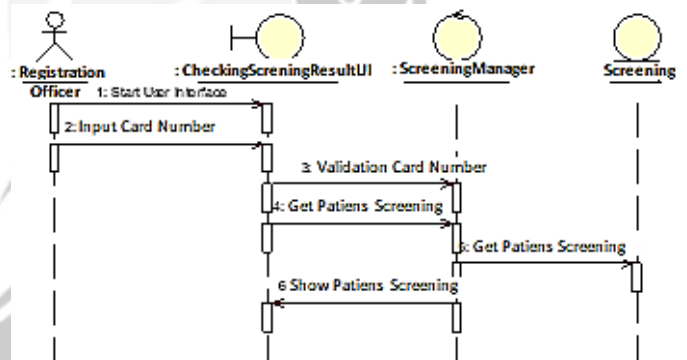 : Registration
Officer
: CheckingScreningResultUI
: ScreeningManager
Screening
1: Start User Interface
2: Input Card Number
3: Validation Card Number
4: Get Patiens Screening
5: Get Patiens Screening
6 Show Patiens Screening